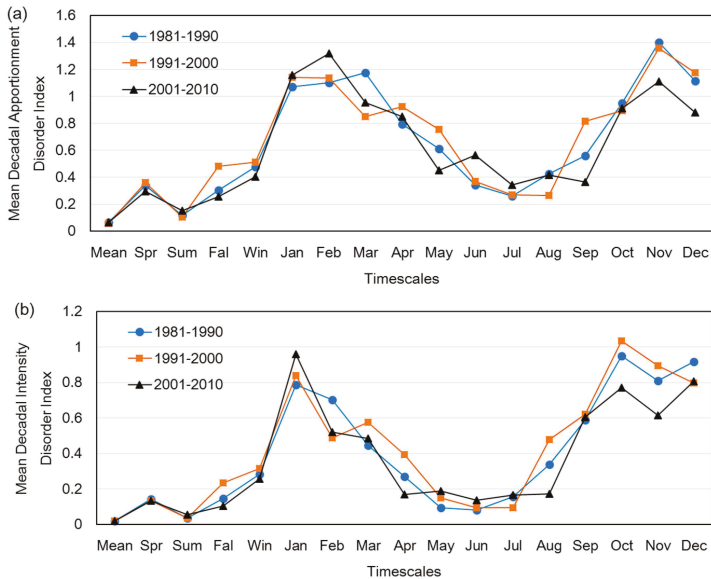 (a)
Mean Decadal Apportionment
Disorder Index
1.6
1.4
1.2
1
0.8
0.6
0.4
0.2
0
1981-1990
1991-2000
2001-2010
Mean Spr Sum Fal Win Jan Feb Mar Apr May Jun Jul Aug Sep Oct Nov Dec
Timescales
(b)
Mean Decadal Intensity
Disorder Index
1.2
1
0.8
0.6
0.4
0.2
0
1981-1990
1991-2000
2001-2010
Mean Spr Sum Fal Win Jan Feb Mar Apr May Jun Jul Aug Sep Oct Nov Dec
Timescales